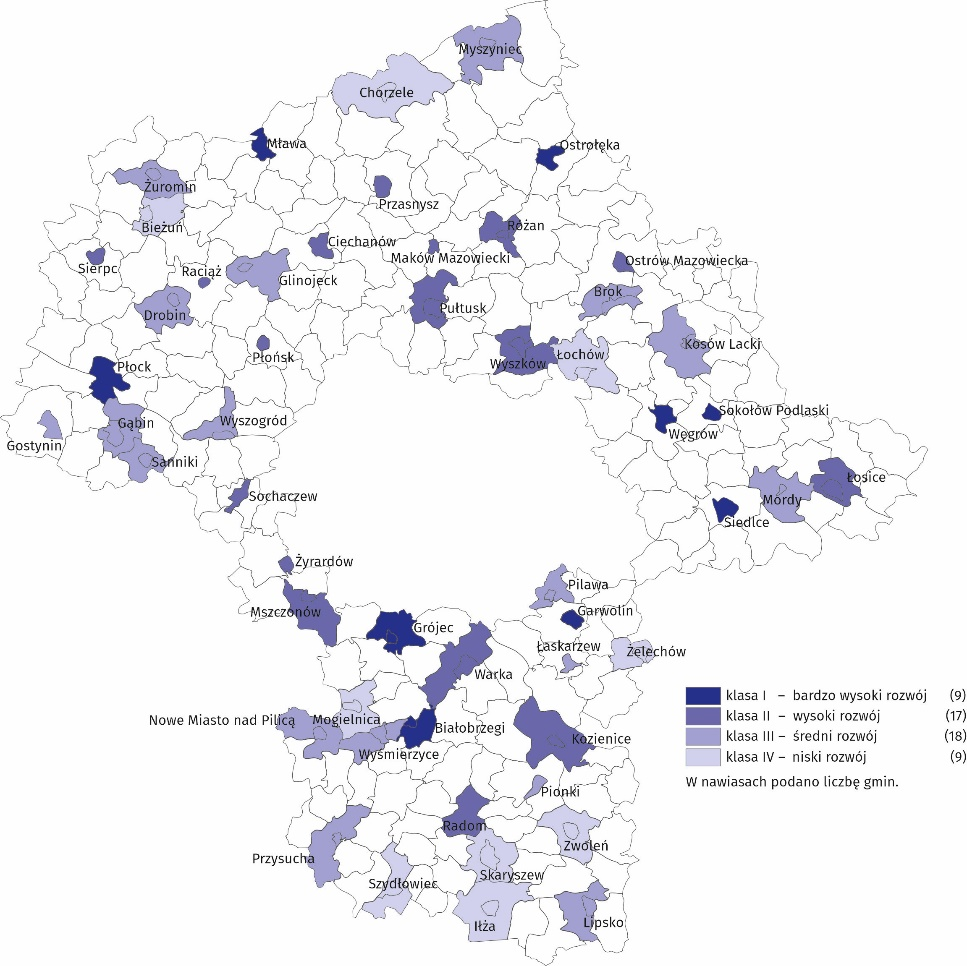 Myszyniec
Chorzele
Mława
Ostrołęka
Żuromin
Przasnysz
Bieżuń
Różan
Ciechanów
Maków Mazowiecki
Sierpc
Raciąż
Glinojeck
Ostrów Mazowiecka
Brok
Drobin
Pułtusk
Płońsk
Kosów Lacki
Wyszków
Łochów
Płock
Gąbin
Wyszogród
Sokołów Podlaski
Węgrów
Gostynin
Sanniki
Łosice
Sochaczew
Mordy
Siedlce
Żyrardów
Pilawa
Mszczonów
Garwolin
Grójec
Łaskarzew
Żelechów
Warka
klasa I – bardzo wysoki rozwój (9)
klasa II – wysoki rozwój (17)
klasa III – średni rozwój (18)
klasa IV – niski rozwój (9)
W nawiasach podano liczbę gmin.
Nowe Miasto nad Pilicą
Mogielnica
Białobrzegi
Kozienice
Wyśmierzyce
Pionki
Radom
Zwoleń
Przysucha
Skaryszew
Szydłowiec
Iłża
Lipsko